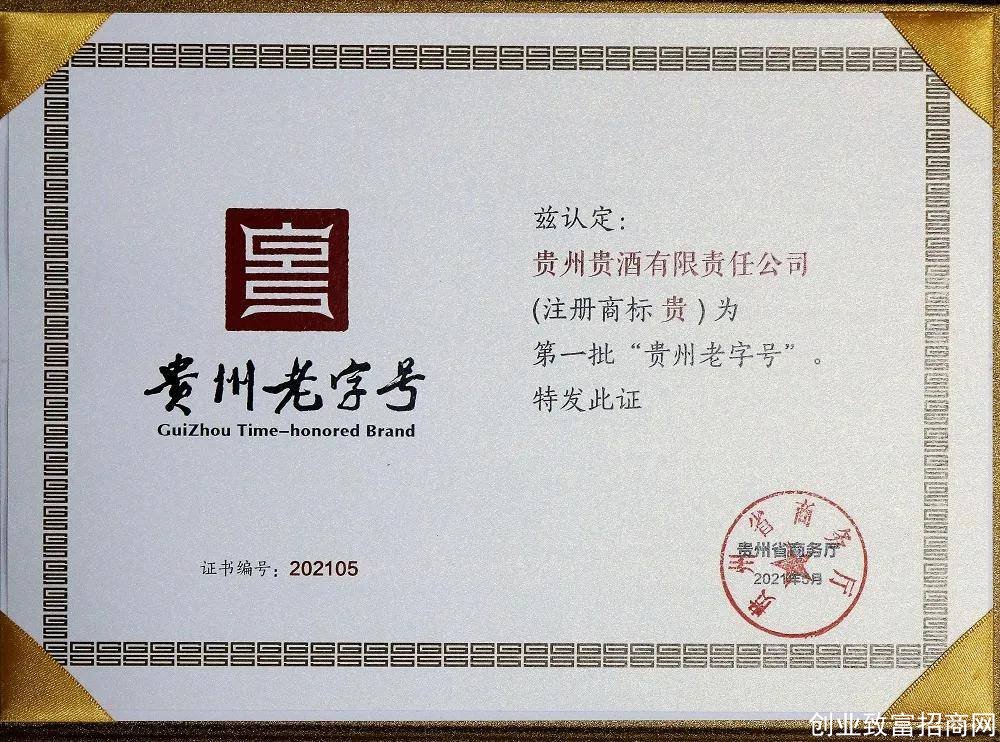 贵州老字号
GuiZhou Time-honored Brand
证书编号：202105
兹认定：
贵州贵酒有限责任公司
(注册商标 贵 ) 为
第一批“贵州老字号”。
特发此证
贵州省商务厅
贵州省商务厅
2021年5月
创业致富招商网